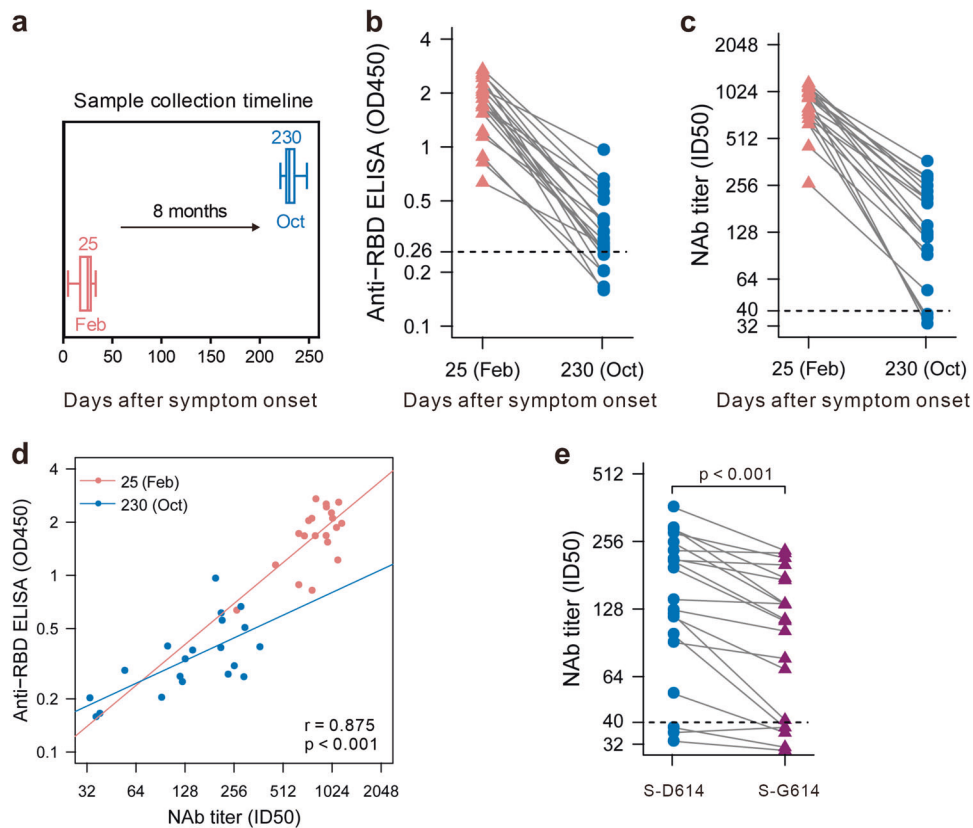 a
Sample collection timeline
230
Oct
8 months
25
Feb
0 50 100 150 200 250
Days after symptom onset
b
Anti-RBD ELISA (OD450)
4
2
1
0.5
0.26
0.2
0.1
25 (Feb) 230 (Oct)
Days after symptom onset
c
NAb titer (ID50)
2048
1024
512
256
128
64
40
32
25 (Feb) 230 (Oct)
Days after symptom onset
d
Anti-RBD ELISA (OD450)
4
2
1
0.5
0.2
0.1
25 (Feb)
230 (Oct)
r = 0.875
p < 0.001
32 64 128 256 512 1024 2048
NAb titer (ID50)
e
NAb titer (ID50)
512
256
128
64
40
32
p < 0.001
S-D614 S-G614